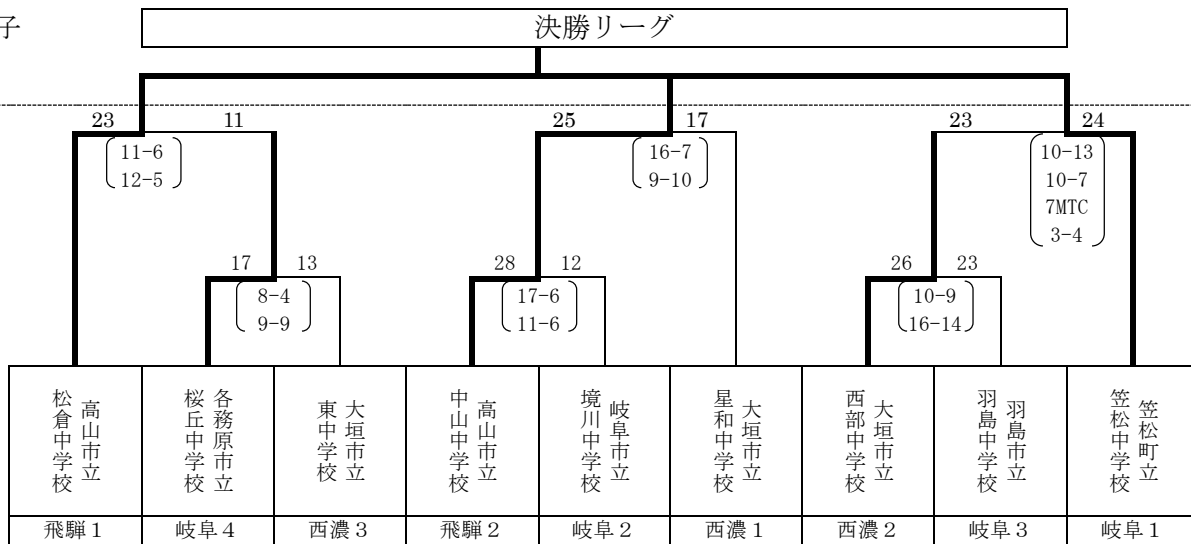 子
決勝リーグ
23 11 25 17 23 24
11-6
12-5
16-7
9-10
10-13
10-7
7MTC
3-4
17 13 28 12 26 23
8-4
9-9
17-6
11-6
10-9
16-14
高山市立
松倉中学校
各務原市立
桜丘中学校
大垣市立
東中学校
高山市立
中山中学校
岐阜市立
境川中学校
大垣市立
星和中学校
大垣市立
西部中学校
羽島市立
羽島中学校
笠松町立
笠松中学校
飛騨1 岐阜4 西濃3 飛騨2 岐阜2 西濃1 西濃2 岐阜3 岐阜1